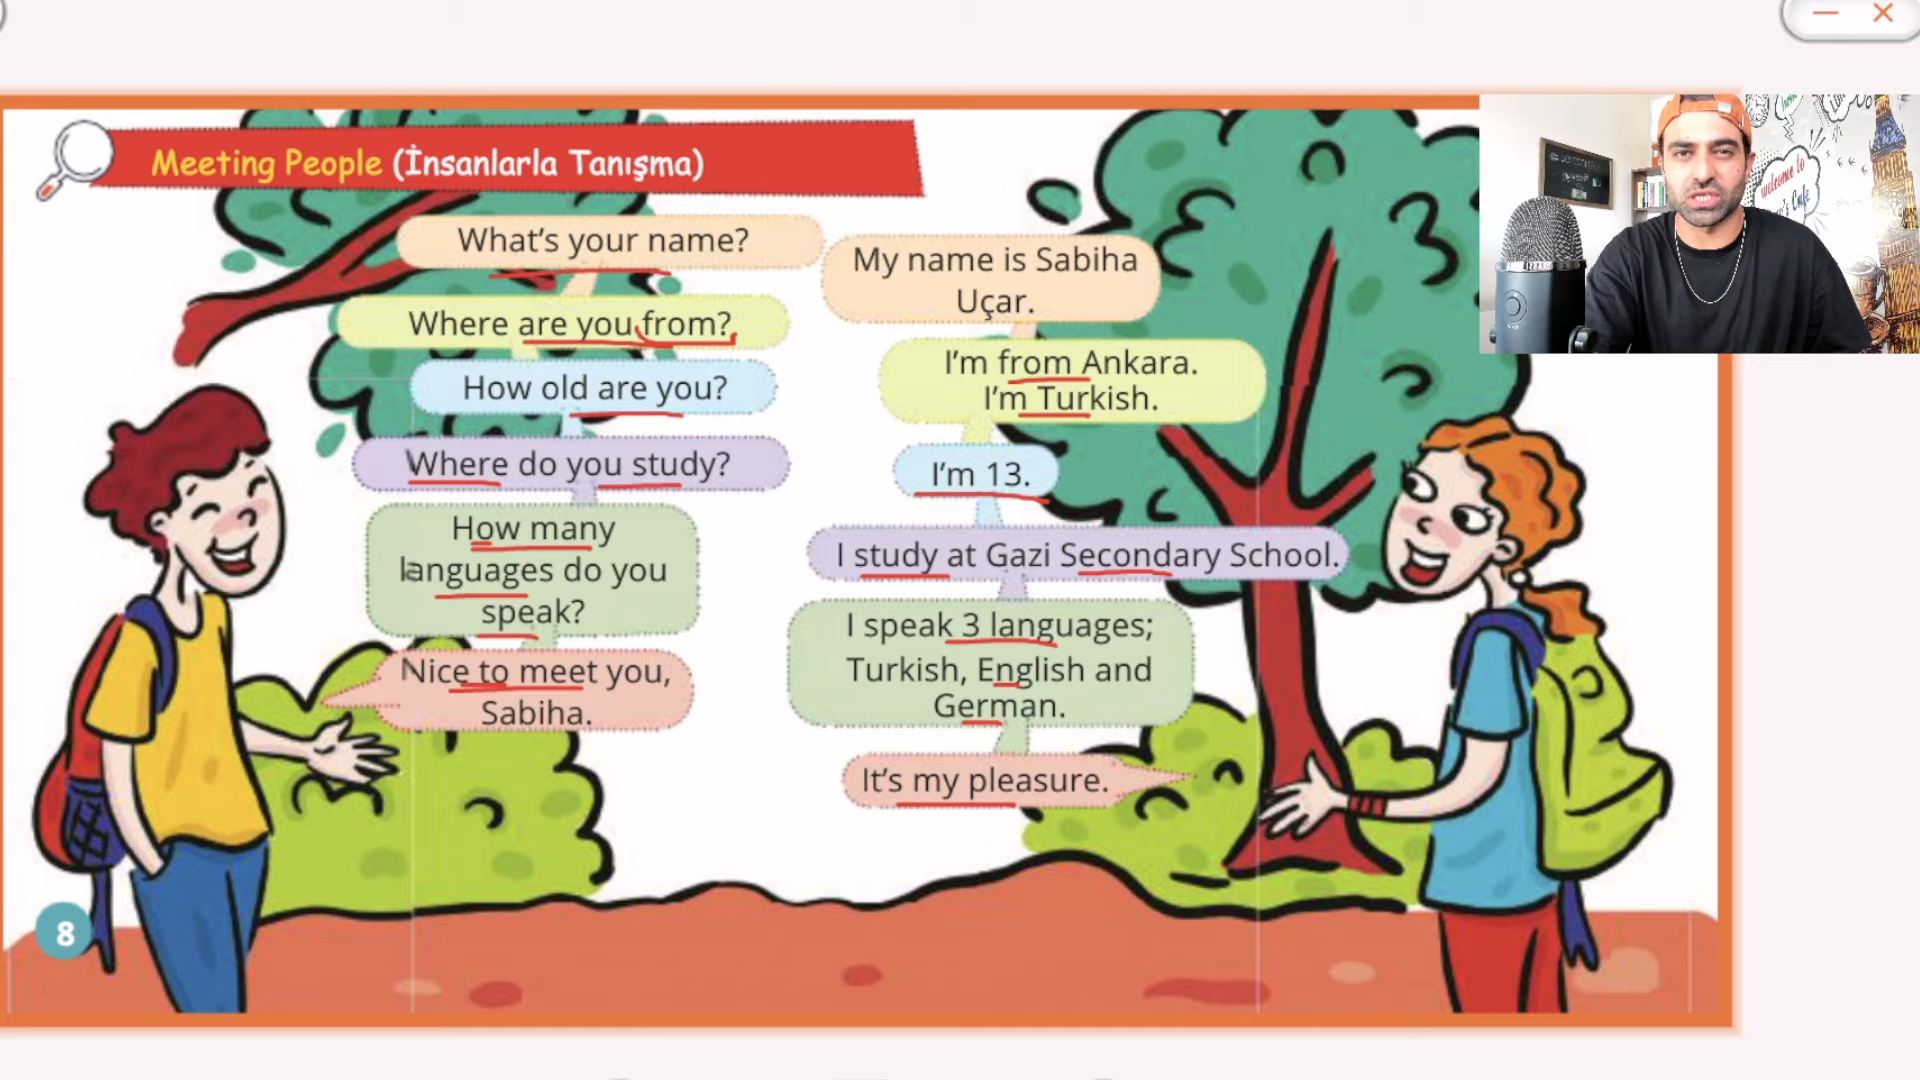 Meeting People (İnsanlarla Tanışma)
What's your name?
My name is Sabiha
Uçar.
Where are you from?
I'm from Ankara.
I'm Turkish.
How old are you?
I'm 13.
Where do you study?
I study at Gazi Secondary School.
How many
languages do you
speak?
I speak 3 languages;
Turkish, English and
German.
Nice to meet you,
Sabiha.
It's my pleasure.
8
welcome to